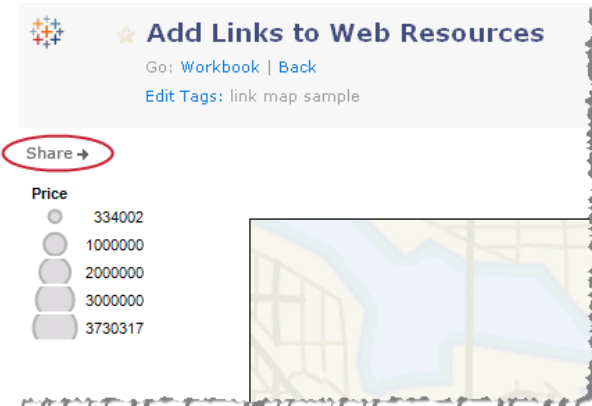 Add Links to Web Resources
Go: Workbook | Back
Edit Tags: link map sample
Share
Price
334002
1000000
2000000
3000000
3730317